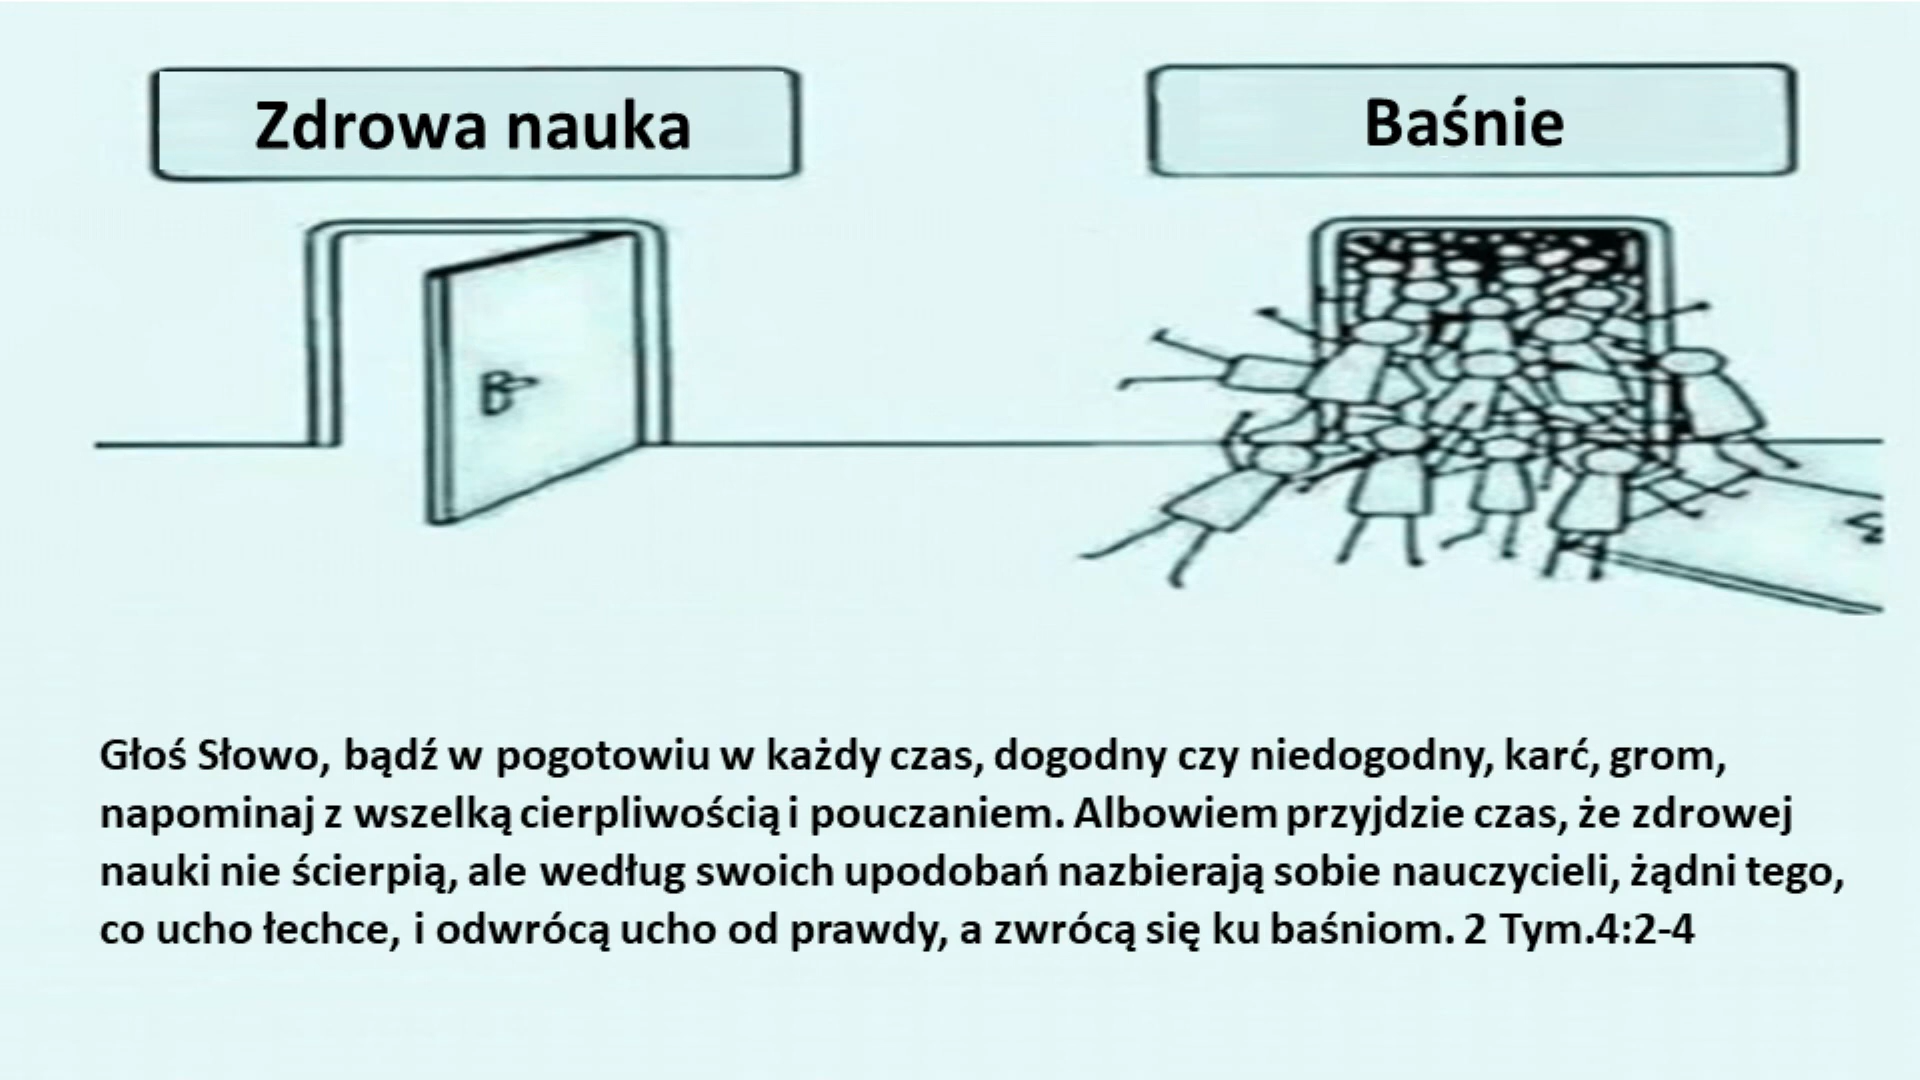 Zdrowa nauka
Baśnie
Głoś Słowo, bądź w pogotowiu w każdy czas, dogodny czy niedogodny, karć, grom,
napominaj z wszelką cierpliwością i pouczaniem. Albowiem przyjdzie czas, że zdrowej
nauki nie ścierpią, ale według swoich upodobań nazbierają sobie nauczycieli, żądni tego,
co ucho łechce, i odwrócą ucho od prawdy, a zwrócą się ku baśniom. 2 Tym.4:2-4